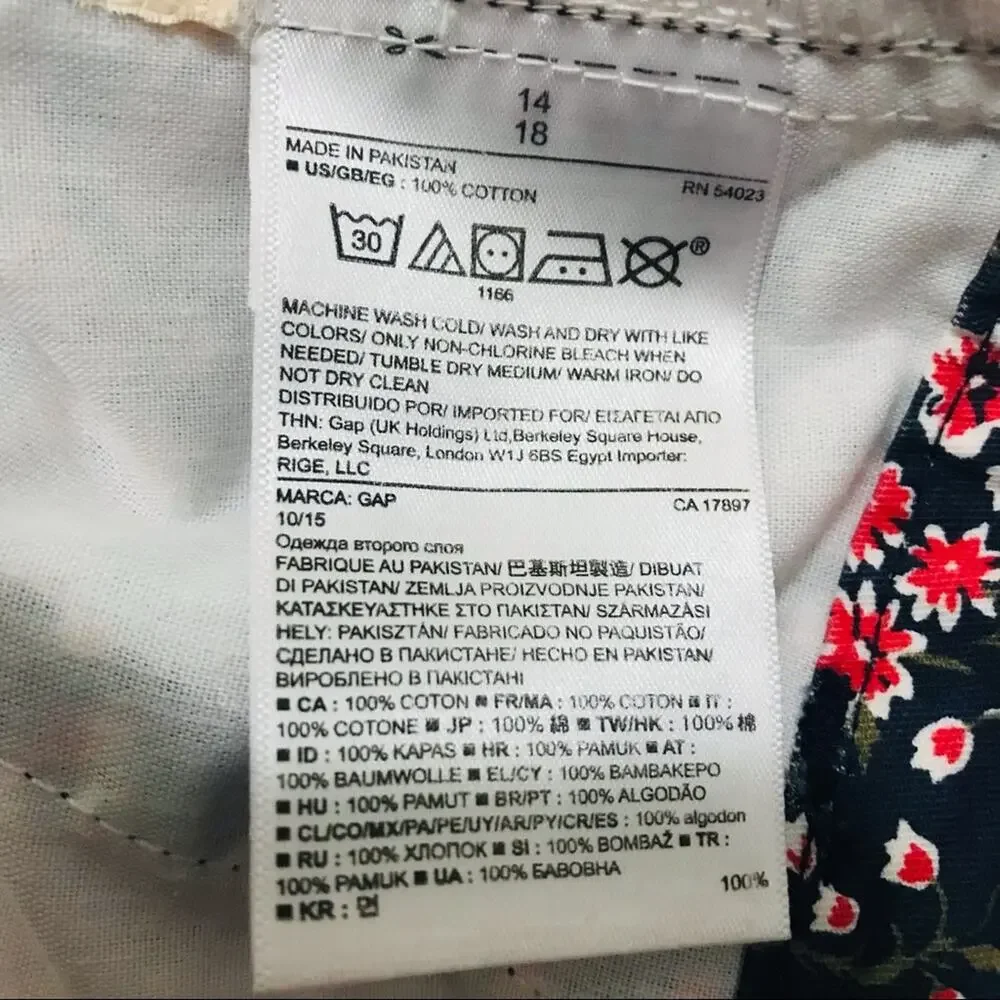 14
18
MADE IN PAKISTAN
RN 54023
■ US/GB/EG : 100% COTTON
30
®
1166
MACHINE WASH COLD/ WASH AND DRY WITH LIKE
COLORS/ ONLY NON-CHLORINE BLEACH WHEN
NEEDED/ TUMBLE DRY MEDIUM/ WARM IRON/ DO
NOT DRY CLEAN
DISTRIBUIDO POR/ IMPORTED FOR/ ΕΙΣΑΓΕΤΑΙ ΑΠΟ
ΤΗΝ: Gap (UK Holdings) Ltd,Berkeley Square House,
Berkeley Square, London W1J 6BS Egypt Importer:
RIGE, LLC
MARCA: GAP
CA 17897
10/15
Одежда второго слоя
FABRIQUE AU PAKISTAN/ 巴基斯坦製造/ DIBUAT
DI PAKISTAN/ ZEMLJA PROIZVODNJE PAKISTAN/
ΚΑΤΑΣΚΕΥΑΣΤΗΚΕ ΣΤΟ ΠΑΚΙΣΤΑΝ/ SZÁRMAZÁSI
HELY: PAKISZTÁN/ FABRICADO NO PAQUISTÃO/
СДЕЛАНО В ПАКИСТАНЕ/ HECHO EN PAKISTAN/
ВИРОБЛЕНО В ПАКІСТАНІ
■ CA : 100% COTON ■ FR/MA : 100% COTON ■ IT :
100% COTONE ■ JP : 100% 綿 ■ TW/HK : 100% 棉
■ ID : 100% KAPAS ■ HR : 100% PAMUK ■ AT :
100% BAUMWOLLE ■ EL/CY : 100% ΒΑΜΒΑΚΕΡΟ
■ HU : 100% PAMUT ■ BR/PT : 100% ALGODÃO
■ CL/CO/MX/PA/PE/UY/AR/PY/CR/ES : 100% algodon
■ RU : 100% ХЛОПОК ■ SI : 100% BOMBAŽ ■ TR :
100% PAMUK ■ UA : 100% БАВОВНА
■ KR : 면
100%